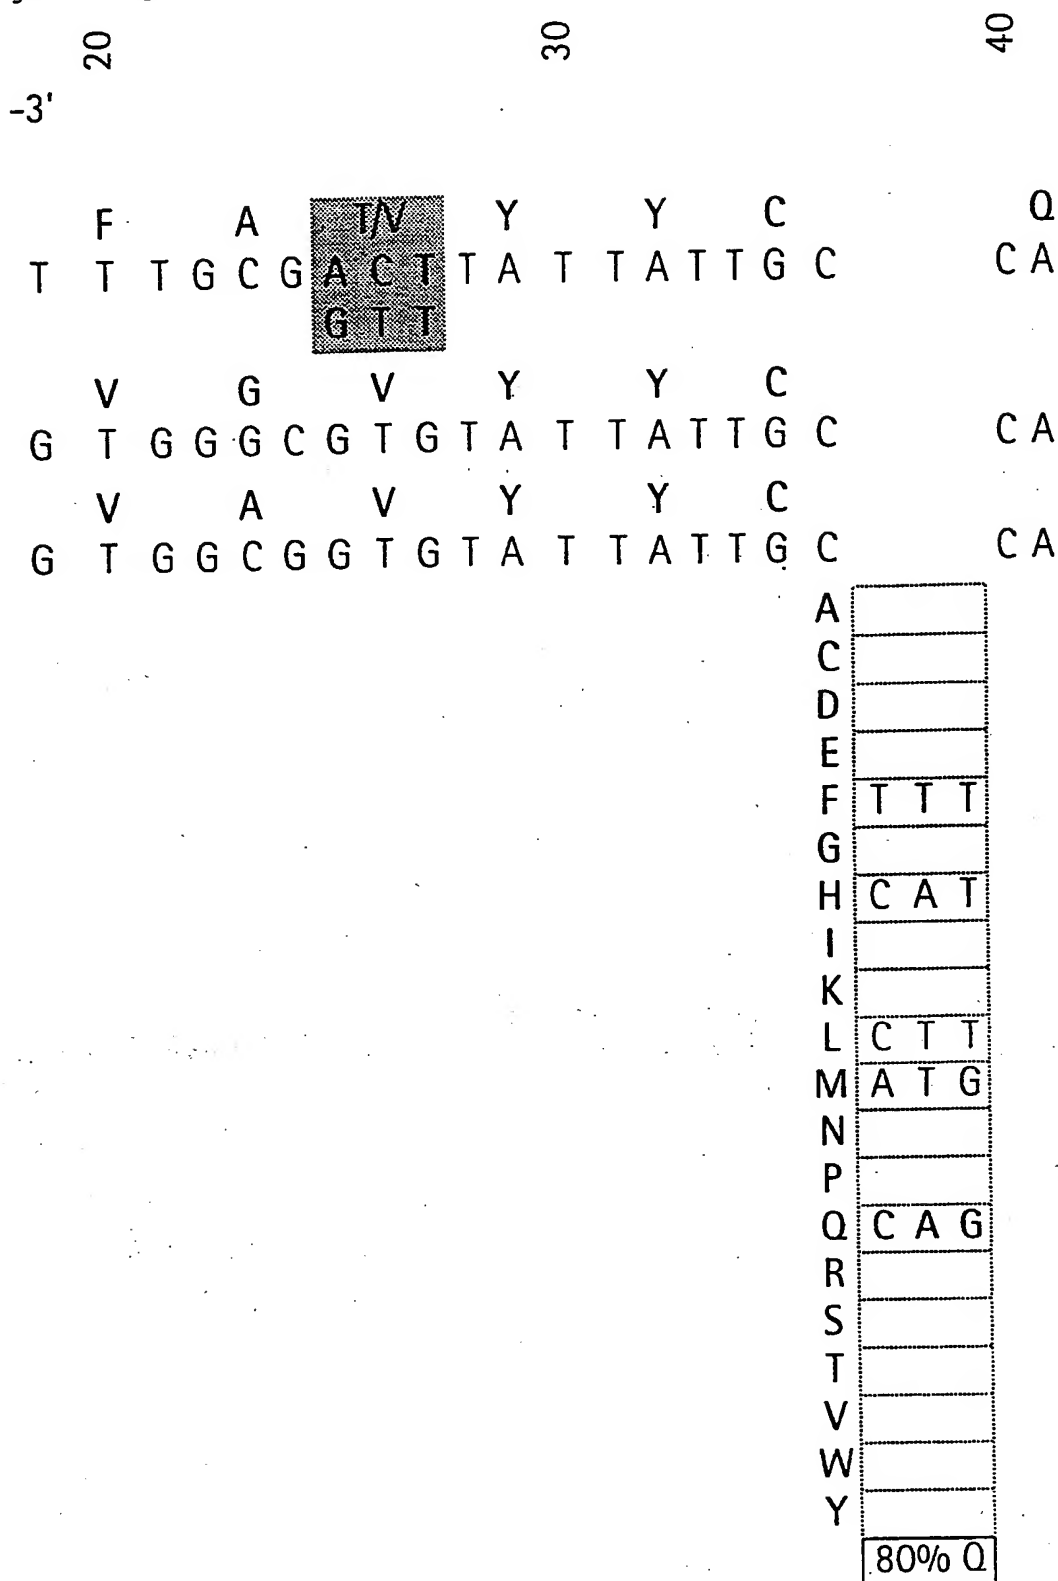 20 30 40
-3'
F A T/V Y Y C Q
T T T G C G A C T T A T T A T T G C C A
G T T
V G V Y Y C
G T G G G C G T G T A T T A T T G C C A
V A V Y Y C
G T G G C G G T G T A T T A T T G C C A
A
C
D
E
F T T T
G
H C A T
I
K
L C T T
M A T G
N
P
Q C A G
R
S
T
V
W
Y
80% Q